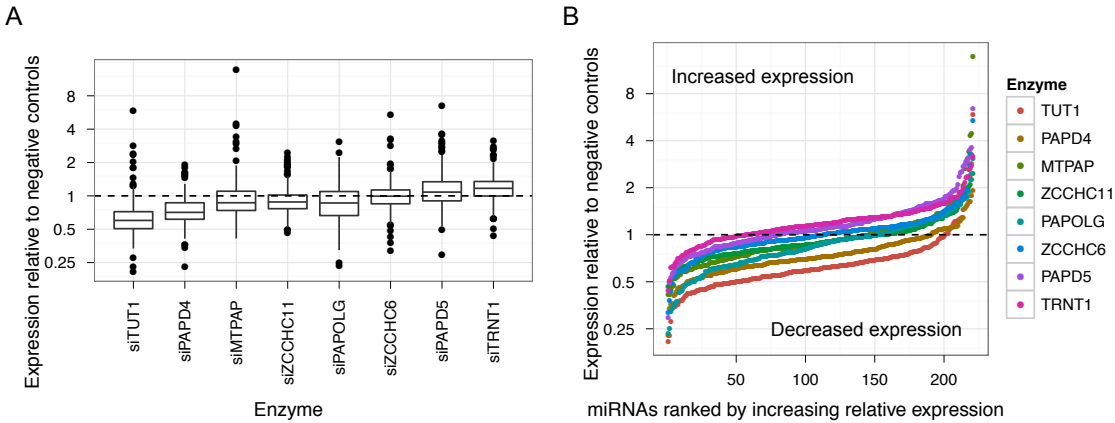 A
Expression relative to negative controls
8
4
2
1
0.5
0.25
siTUT1
siPAPD4
siMTPAP
siZCCHC11
siPAPOLG
siZCCHC6
siPAPD5
siTRNT1
Enzyme
B
Expression relative to negative controls
8
4
2
1
0.5
0.25
Increased expression
Decreased expression
50
100
150
200
miRNAs ranked by increasing relative expression
Enzyme
TUT1
PAPD4
MTPAP
ZCCHC11
PAPOLG
ZCCHC6
PAPD5
TRNT1